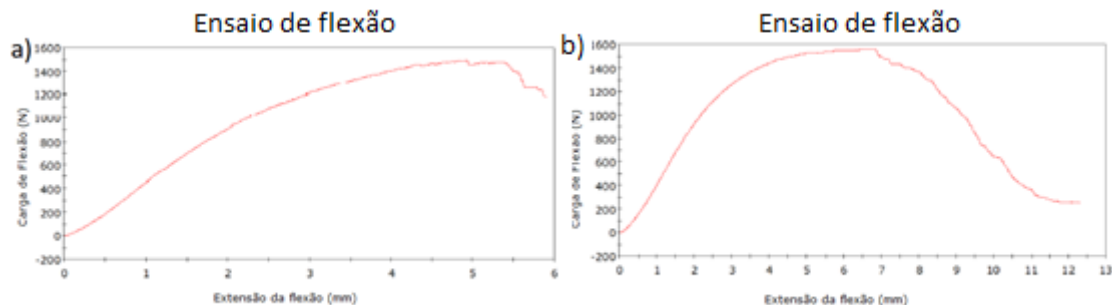 Ensaio de flexão
a)
1600
1400
1200
1000
800
600
400
200
0
-200
Carga de Flexão (N)
0 1 2 3 4 5 6
Extensão da flexão (mm)
Ensaio de flexão
b)
1600
1400
1200
1000
800
600
400
200
0
-200
Carga de Flexão (N)
0 1 2 3 4 5 6 7 8 9 10 11 12 13
Extensão da flexão (mm)